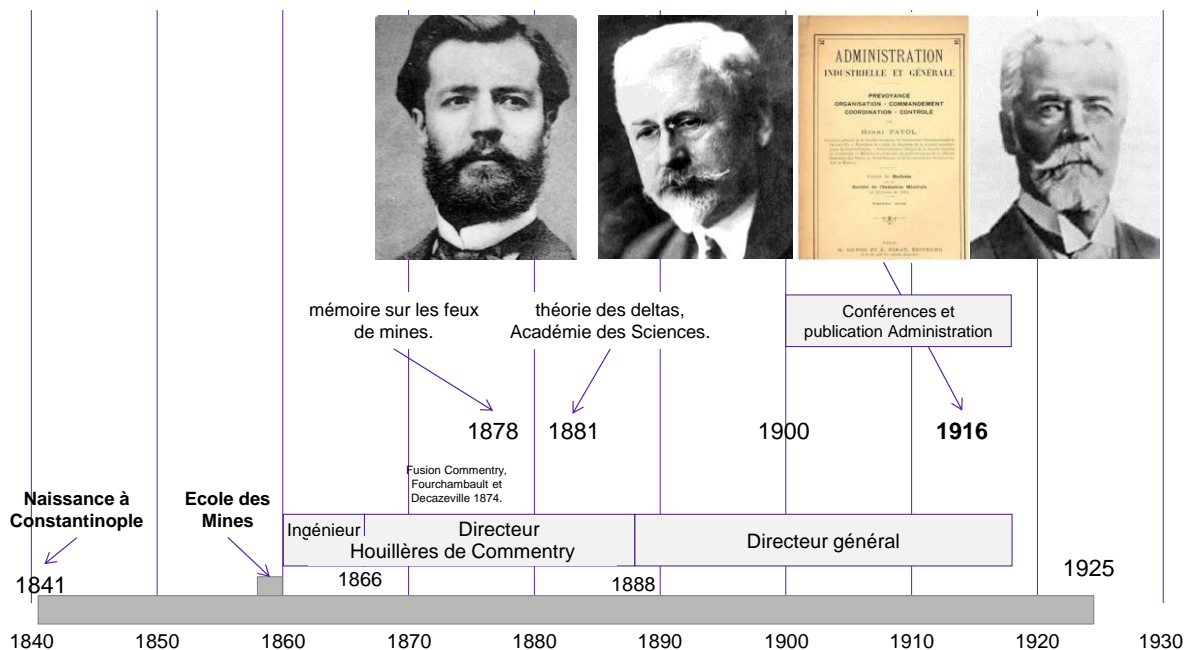 ADMINISTRATION
INDUSTRIELLE ET GÉNÉRALE
PRÉVOYANCE
ORGANISATION - COMMANDEMENT
COORDINATION - CONTROLE
HENRI FAYOL
mémoire sur les feux
de mines.
théorie des deltas,
Académie des Sciences.
Conférences et
publication Administration
1878
1881
1900
1916
Fusion Commentry,
Fourchambault et
Decazeville 1874.
Naissance à
Constantinople
Ecole des
Mines
Ingénieur
Directeur
Houillères de Commentry
Directeur général
1841
1866
1888
1925
1840 1850 1860 1870 1880 1890 1900 1910 1920 1930